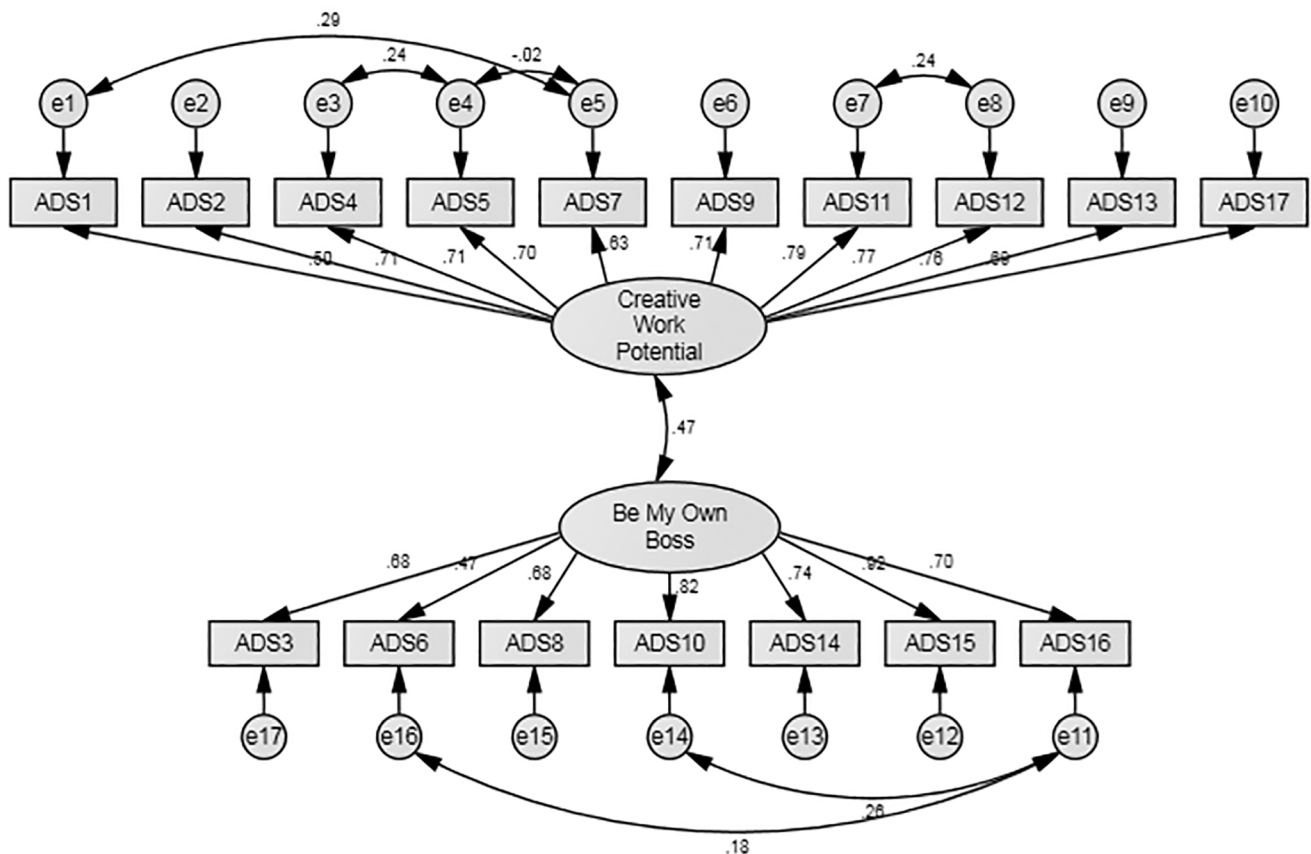 .29
.24
-.02
.24
e1 e2 e3 e4 e5 e6 e7 e8 e9 e10
ADS1 ADS2 ADS4 ADS5 ADS7 ADS9 ADS11 ADS12 ADS13 ADS17
.50 .71 .71 .70 .63 .71 .79 .77 .76 .69
Creative
Work
Potential
.47
Be My Own
Boss
.68 .47 .68 .82 .74 .92 .70
ADS3 ADS6 ADS8 ADS10 ADS14 ADS15 ADS16
e17 e16 e15 e14 e13 e12 e11
.26
.18